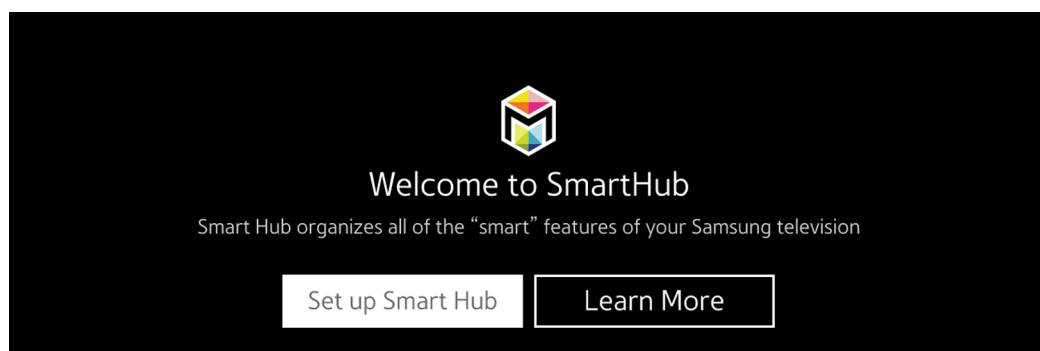 Welcome to SmartHub
Smart Hub organizes all of the “smart” features of your Samsung television
Set up Smart Hub
Learn More